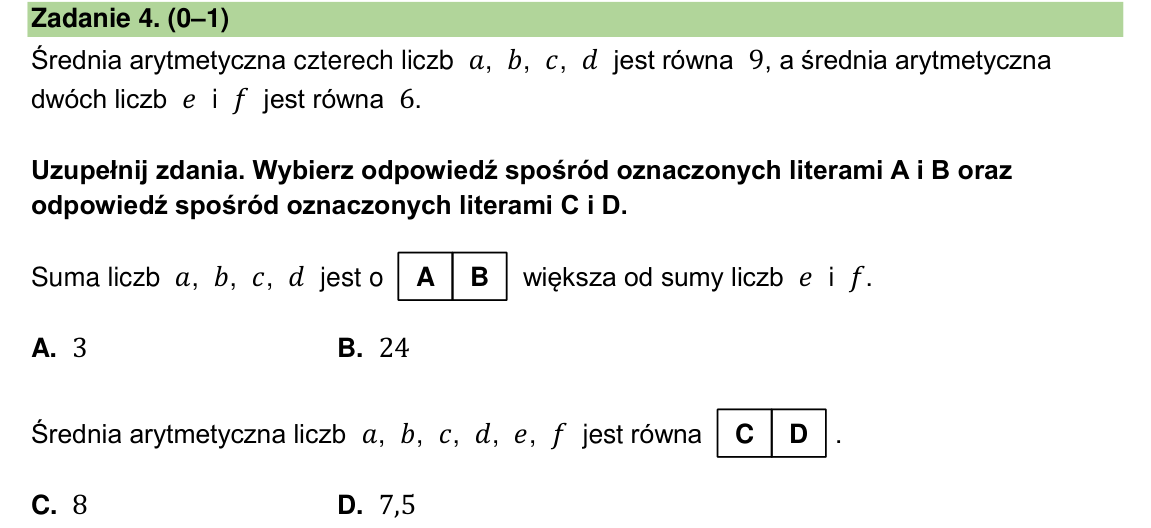 Zadanie 4. (0–1)
Średnia arytmetyczna czterech liczb a, b, c, d jest równa 9, a średnia arytmetyczna
dwóch liczb e i f jest równa 6.
Uzupełnij zdania. Wybierz odpowiedź spośród oznaczonych literami A i B oraz
odpowiedź spośród oznaczonych literami C i D.
Suma liczb a, b, c, d jest o A B większa od sumy liczb e i f.
A. 3 B. 24
Średnia arytmetyczna liczb a, b, c, d, e, f jest równa C D .
C. 8 D. 7,5